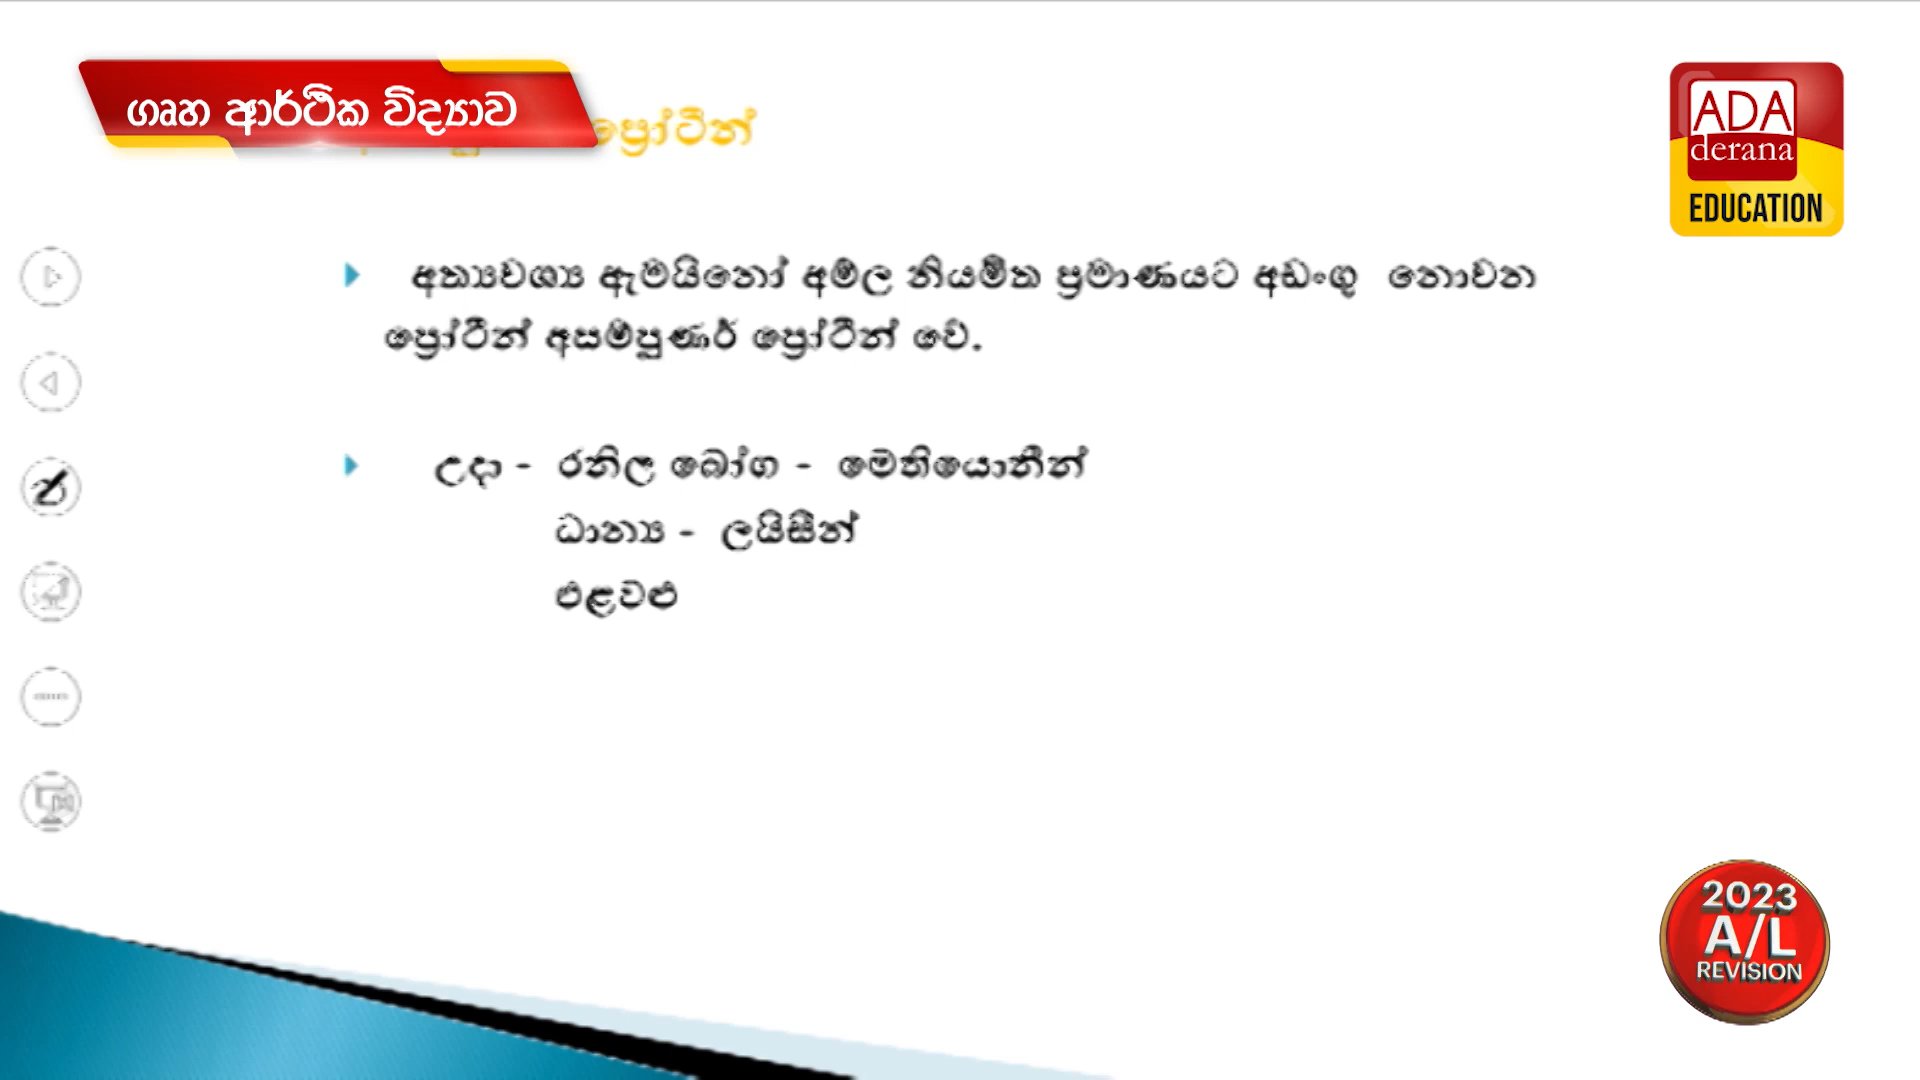 ගෘහ ආර්ථික විද්‍යාව
ප්‍රෝටීන්
ADA
derana
EDUCATION
අත්‍යවශ්‍ය ඇමයිනෝ අම්ල නියමිත ප්‍රමාණයට අඩංගු නොවන
ප්‍රෝටීන් අසම්පූර්ණ ප්‍රෝටීන් වේ.
උදා - රනිල බෝග - මෙතියොනීන්
ධාන්‍ය - ලයිසීන්
එළවළු
2023
A/L
REVISION